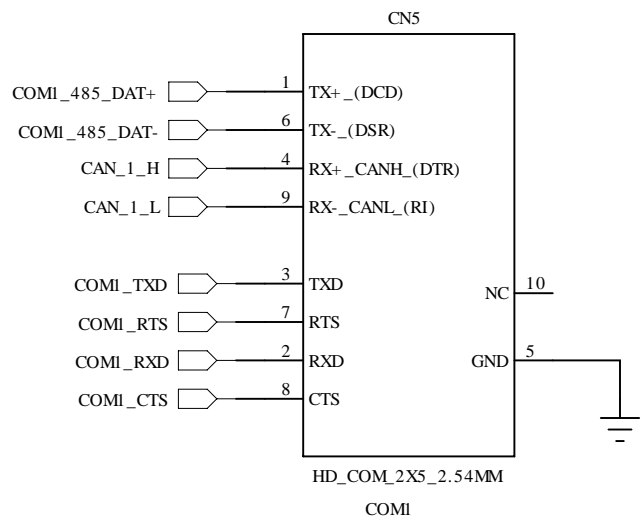 CN5
COM1_485_DAT+ 1 TX+_(DCD)
COM1_485_DAT- 6 TX-_(DSR)
CAN_1_H 4 RX+_CANH_(DTR)
CAN_1_L 9 RX-_CANL_(RI)
COM1_TXD 3 TXD
NC 10
COM1_RTS 7 RTS
COM1_RXD 2 RXD
GND 5
COM1_CTS 8 CTS
HD_COM_2X5_2.54MM
COM1